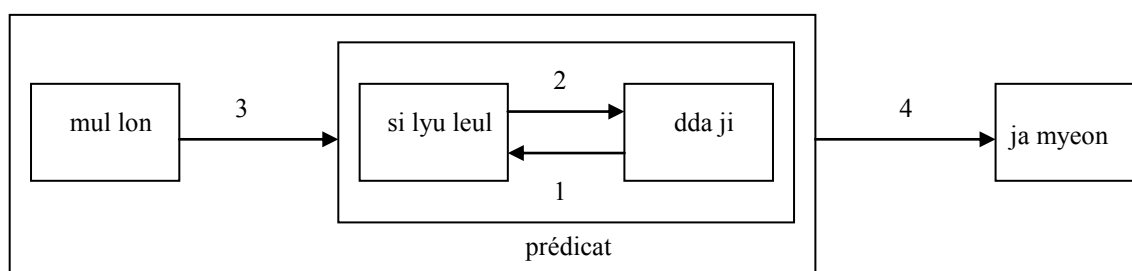 3
2
4
mul lon
si lyu leul
dda ji
ja myeon
1
prédicat